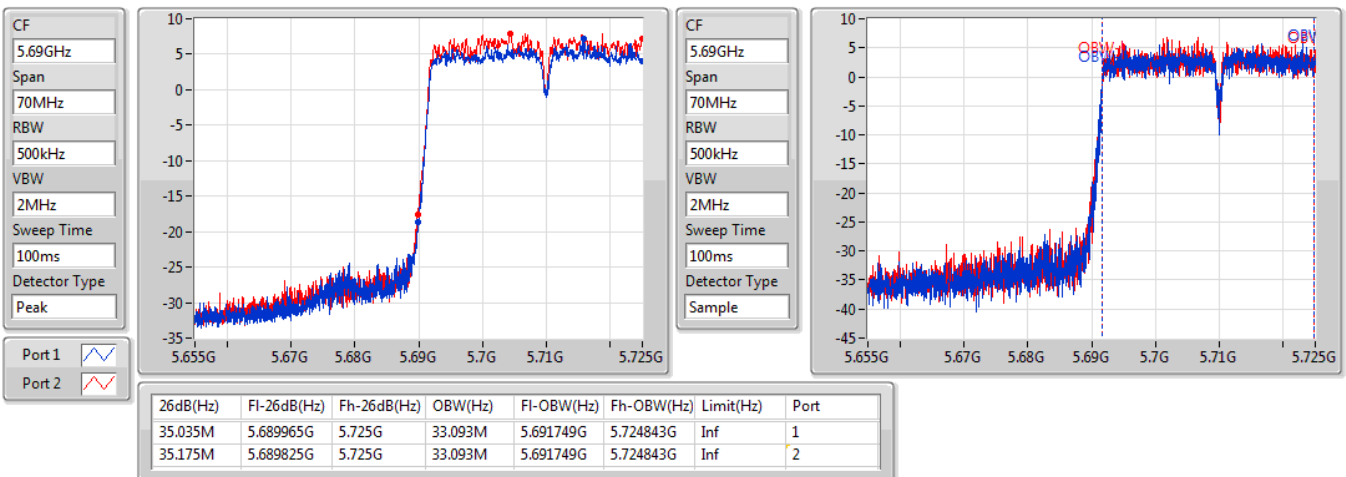 CF
5.69GHz
Span
70MHz
RBW
500kHz
VBW
2MHz
Sweep Time
100ms
Detector Type
Peak
Port 1
Port 2
10
5
0
-5
-10
-15
-20
-25
-30
-35
5.655G 5.67G 5.68G 5.69G 5.7G 5.71G 5.725G
CF
5.69GHz
Span
70MHz
RBW
500kHz
VBW
2MHz
Sweep Time
100ms
Detector Type
Sample
10
5
0
-5
-10
-15
-20
-25
-30
-35
-40
-45
OBW
5.655G 5.67G 5.68G 5.69G 5.7G 5.71G 5.725G
26dB(Hz) Fl-26dB(Hz) Fh-26dB(Hz) OBW(Hz) Fl-OBW(Hz) Fh-OBW(Hz) Limit(Hz) Port
35.035M 5.689965G 5.725G 33.093M 5.691749G 5.724843G Inf 1
35.175M 5.689825G 5.725G 33.093M 5.691749G 5.724843G Inf 2